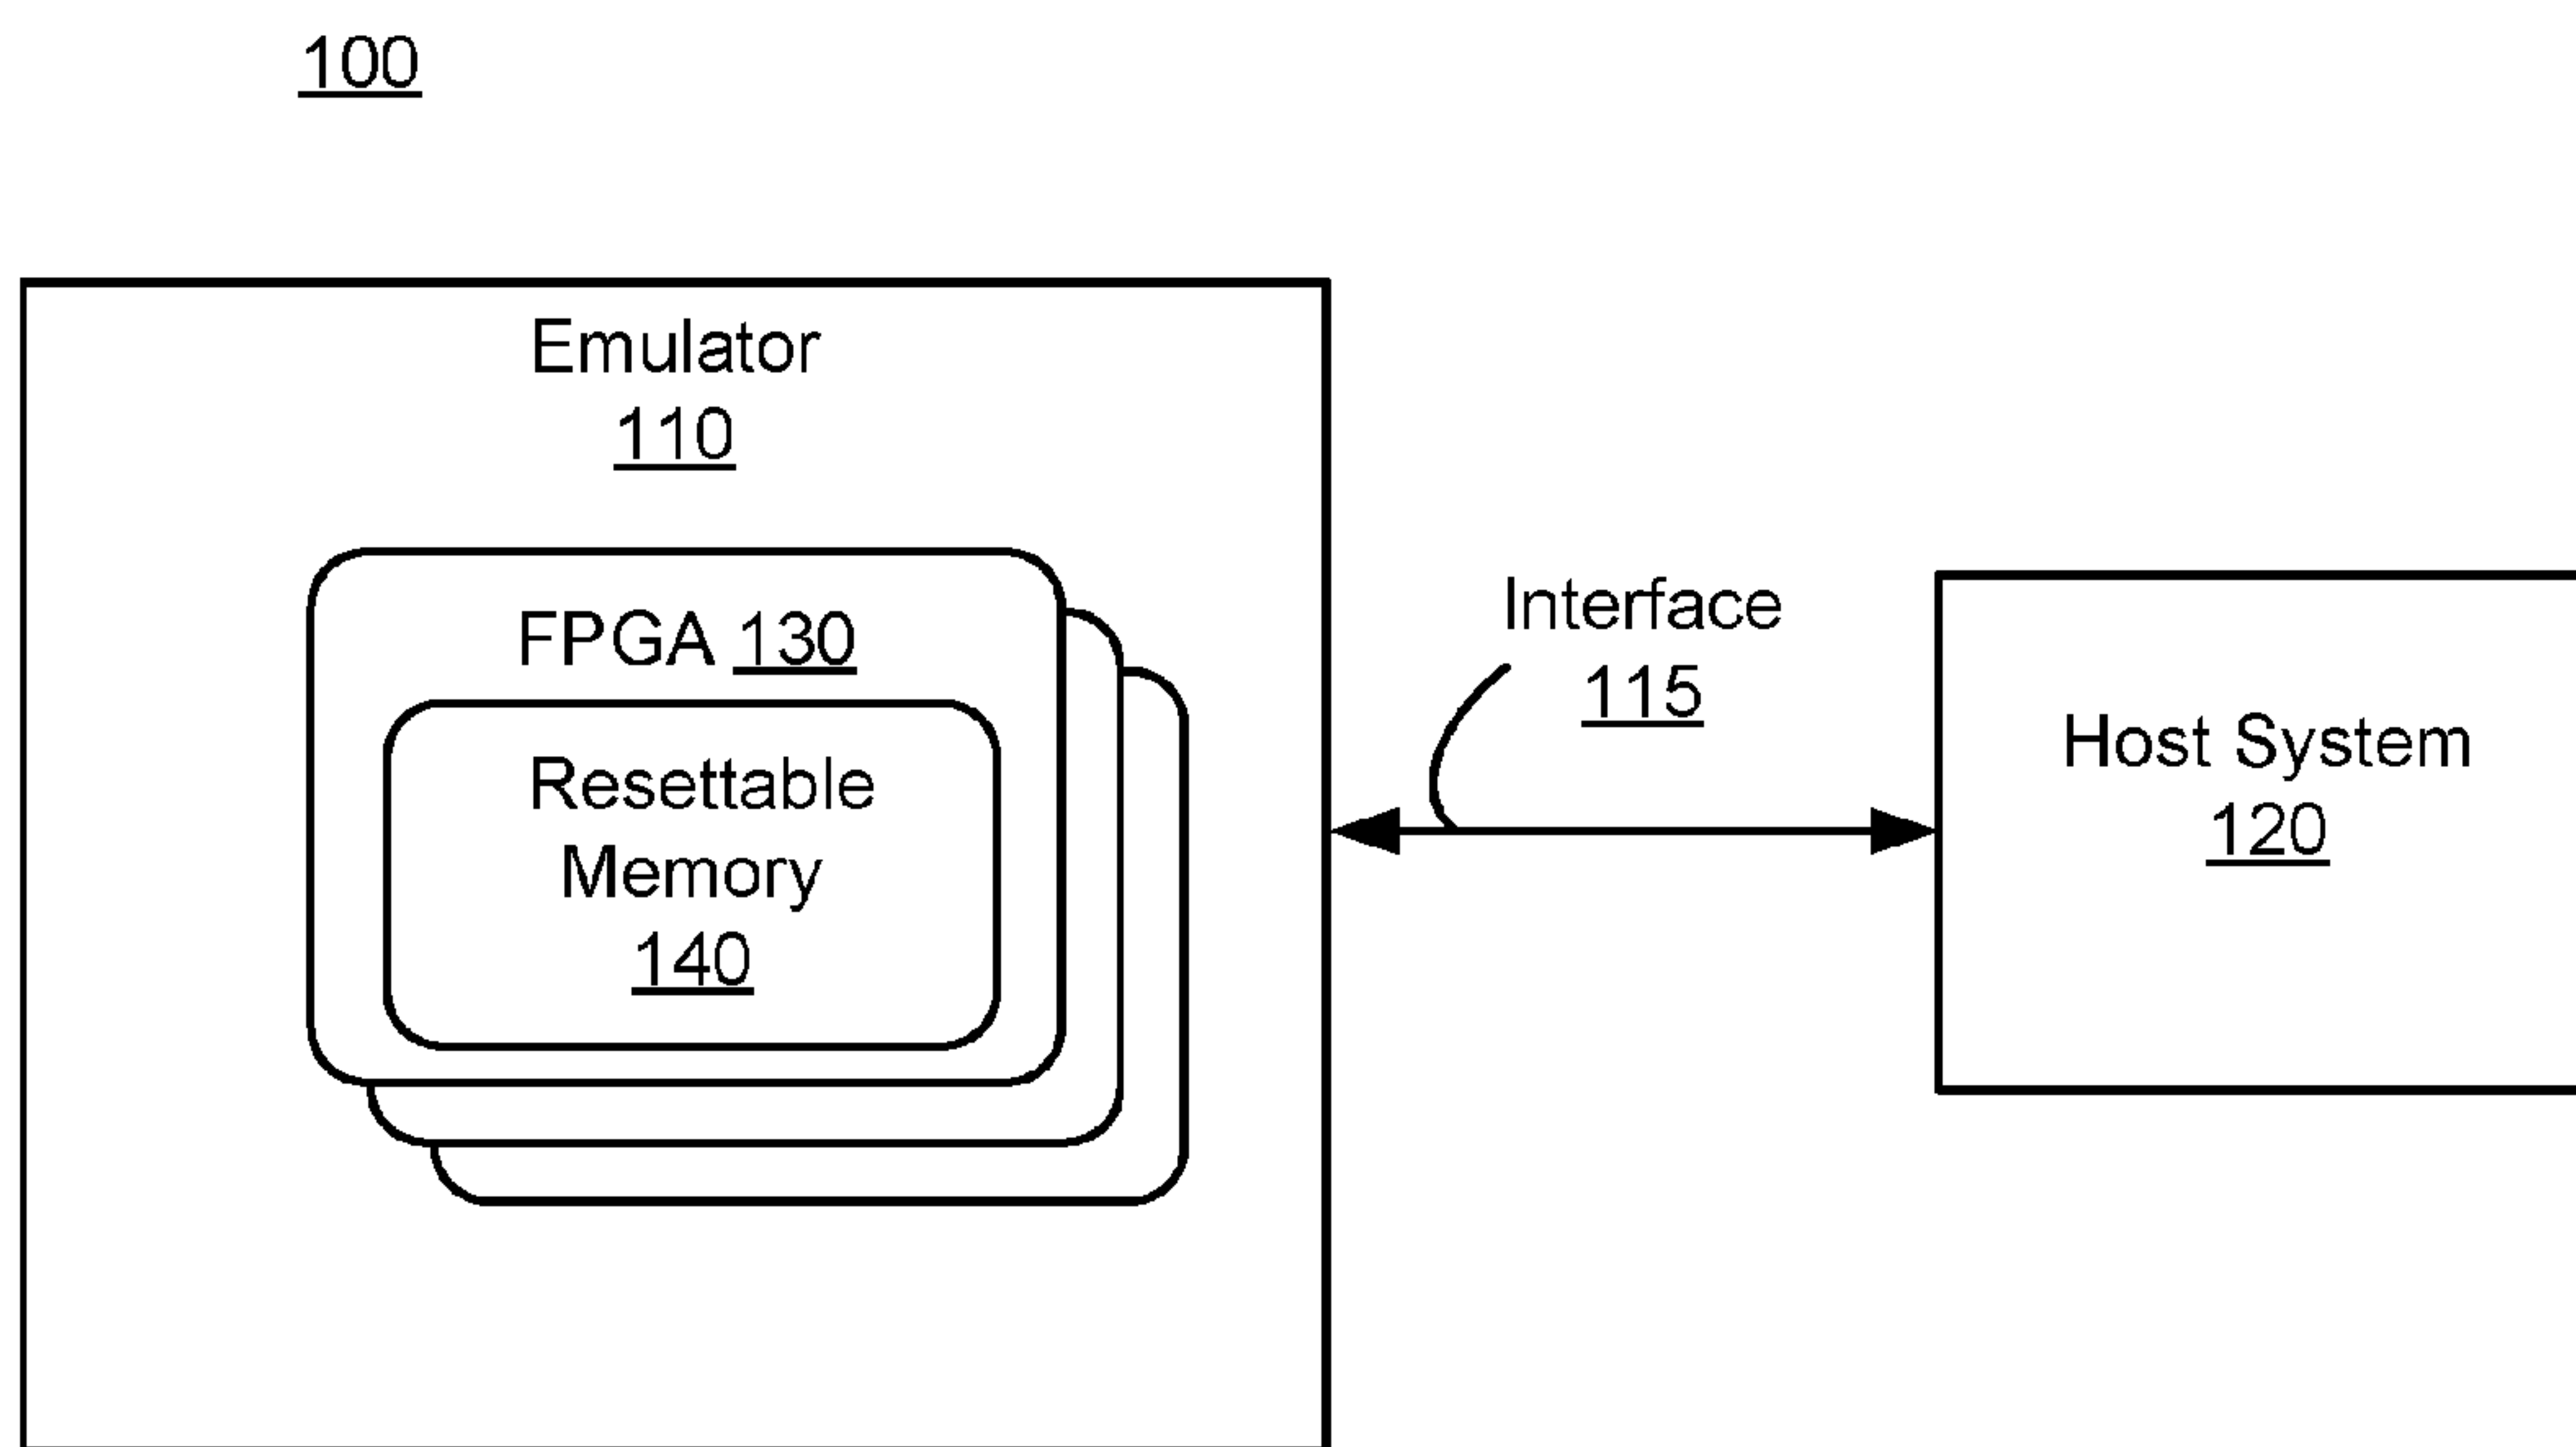 100
Emulator
110
FPGA 130
Resettable
Memory
140
Interface
115
Host System
120